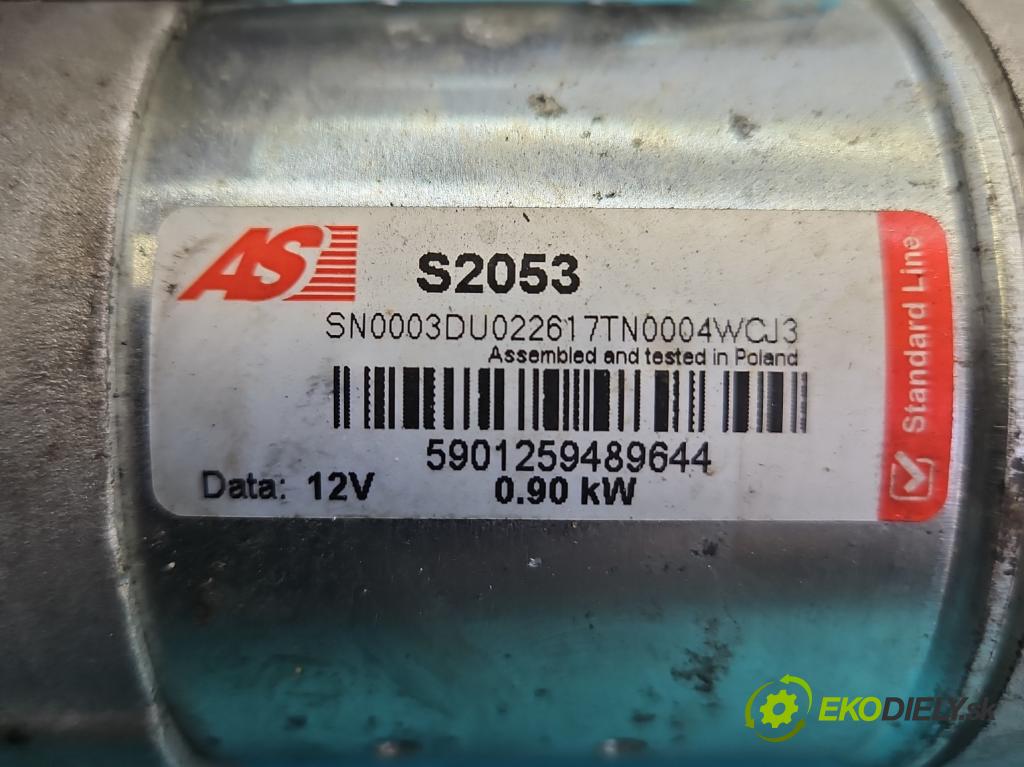 AS
S2053
SN0003DU022617TN0004WCJ3
Assembled and tested in Poland
5901259489644
Data: 12V 0.90 kW
Standard Line
EKODIELY.sk